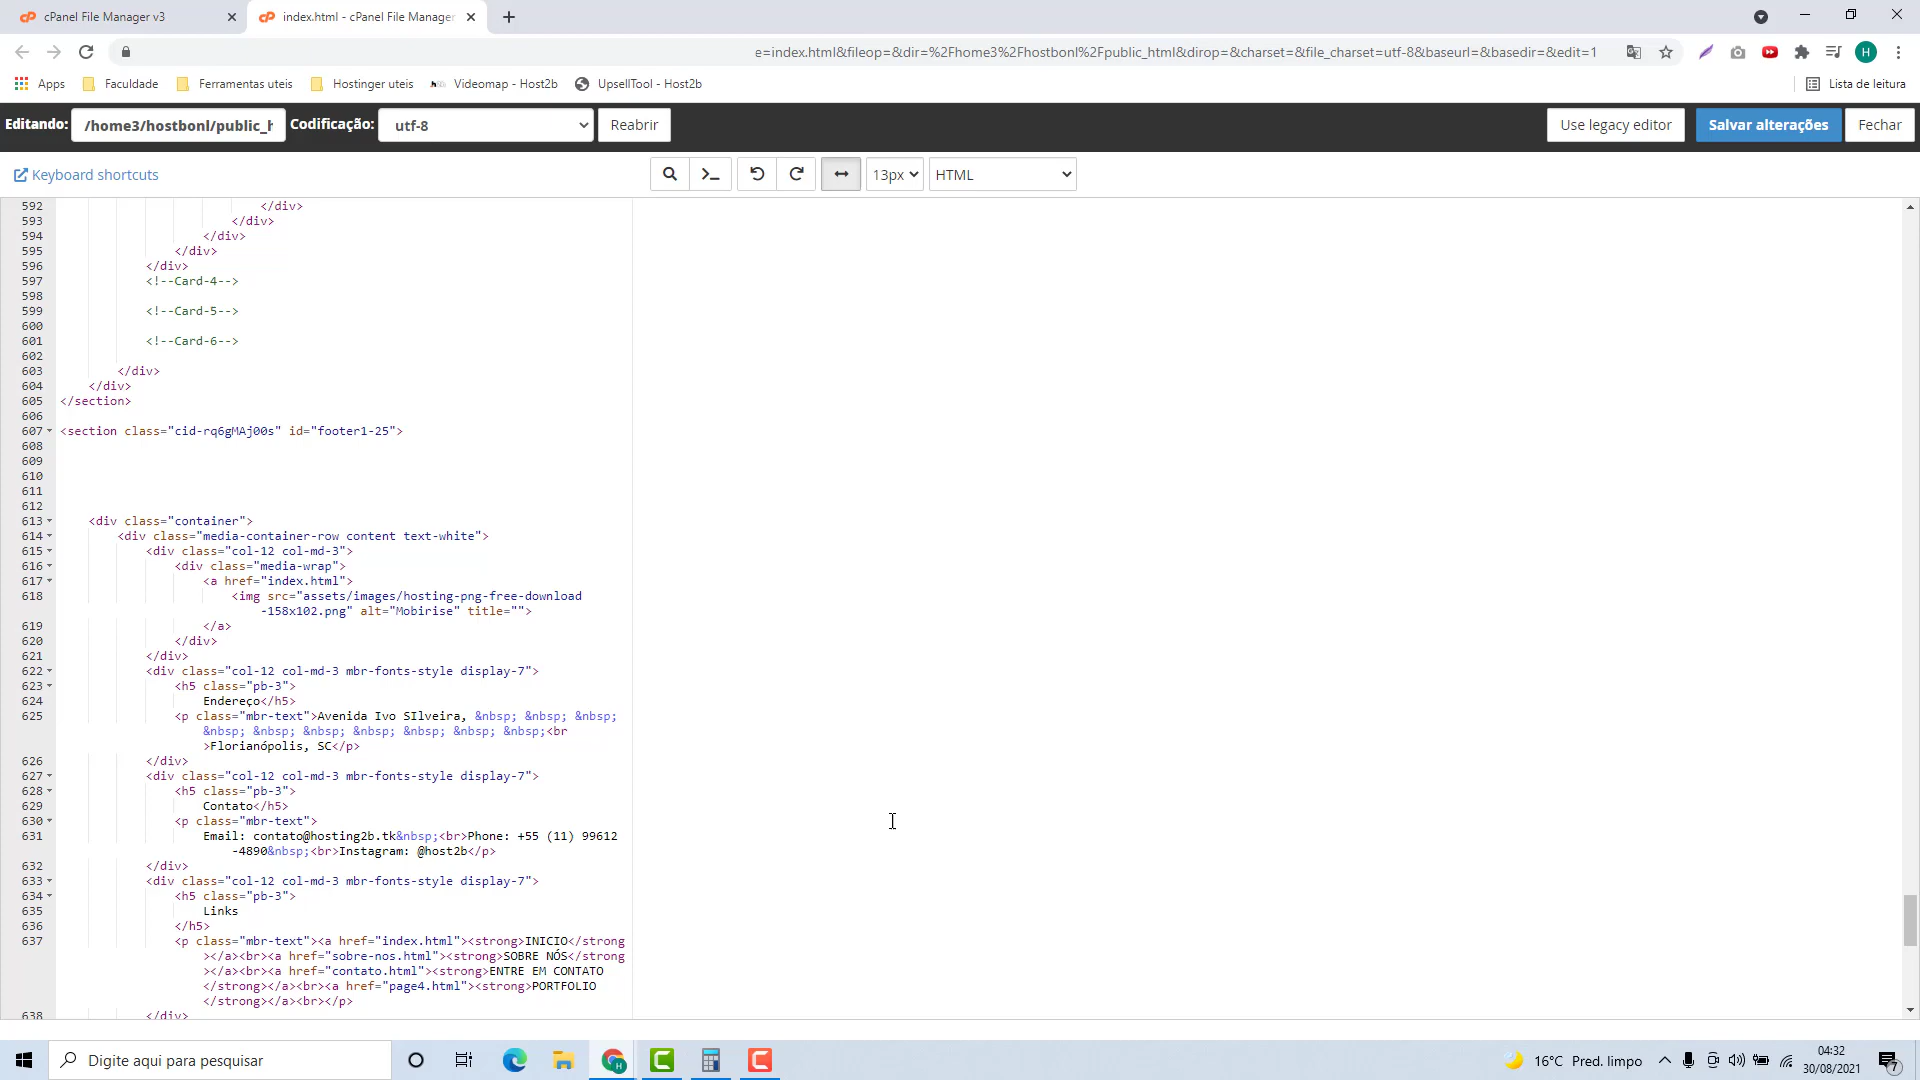 cPanel File Manager v3
index.html - cPanel File Manager
e=index.html&fileop=&dir=%2Fhome3%2Fhostbonl%2Fpublic_html&dirop=&charset=&file_charset=utf-8&baseurl=&basedir=&edit=1
H
Apps Faculdade Ferramentas uteis Hostinger uteis Videomap - Host2b UpsellTool - Host2b Lista de leitura
Editando: /home3/hostbonl/public_h Codificação: utf-8 Reabrir Use legacy editor Salvar alterações Fechar
Keyboard shortcuts 13px HTML
592 </div>
593 </div>
594 </div>
595 </div>
596 </div>
597 <!--Card-4-->
598
599 <!--Card-5-->
600
601 <!--Card-6-->
602
603 </div>
604 </div>
605 </section>
606
607 <section class="cid-rq6gMAj00s" id="footer1-25">
608
609
610
611
612
613 <div class="container">
614 <div class="media-container-row content text-white">
615 <div class="col-12 col-md-3">
616 <div class="media-wrap">
617 <a href="index.html">
618 <img src="assets/images/hosting-png-free-download
-158x102.png" alt="Mobirise" title="">
619 </a>
620 </div>
621 </div>
622 <div class="col-12 col-md-3 mbr-fonts-style display-7">
623 <h5 class="pb-3">
624 Endereço</h5>
625 <p class="mbr-text">Avenida Ivo SIlveira, &nbsp; &nbsp; &nbsp;
&nbsp; &nbsp; &nbsp; &nbsp; &nbsp; &nbsp; &nbsp;<br
>Florianópolis, SC</p>
626 </div>
627 <div class="col-12 col-md-3 mbr-fonts-style display-7">
628 <h5 class="pb-3">
629 Contato</h5>
630 <p class="mbr-text">
631 Email: contato@hosting2b.tk&nbsp;<br>Phone: +55 (11) 99612
-4890&nbsp;<br>Instagram: @host2b</p>
632 </div>
633 <div class="col-12 col-md-3 mbr-fonts-style display-7">
634 <h5 class="pb-3">
635 Links
636 </h5>
637 <p class="mbr-text"><a href="index.html"><strong>INICIO</strong
></a><br><a href="sobre-nos.html"><strong>SOBRE NÓS</strong
></a><br><a href="contato.html"><strong>ENTRE EM CONTATO
</strong></a><br><a href="page4.html"><strong>PORTFOLIO
</strong></a><br></p>
638 </div>
Digite aqui para pesquisar
16°C Pred. limpo
04:32
30/08/2021
7